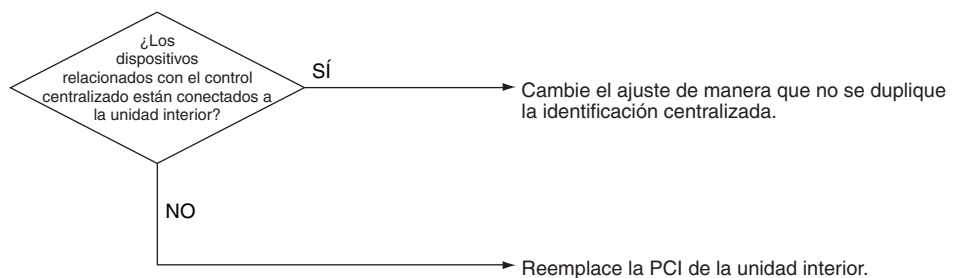 ¿Los
dispositivos
relacionados con el control
centralizado están conectados a
la unidad interior?
SÍ
Cambie el ajuste de manera que no se duplique
la identificación centralizada.
NO
Reemplace la PCI de la unidad interior.